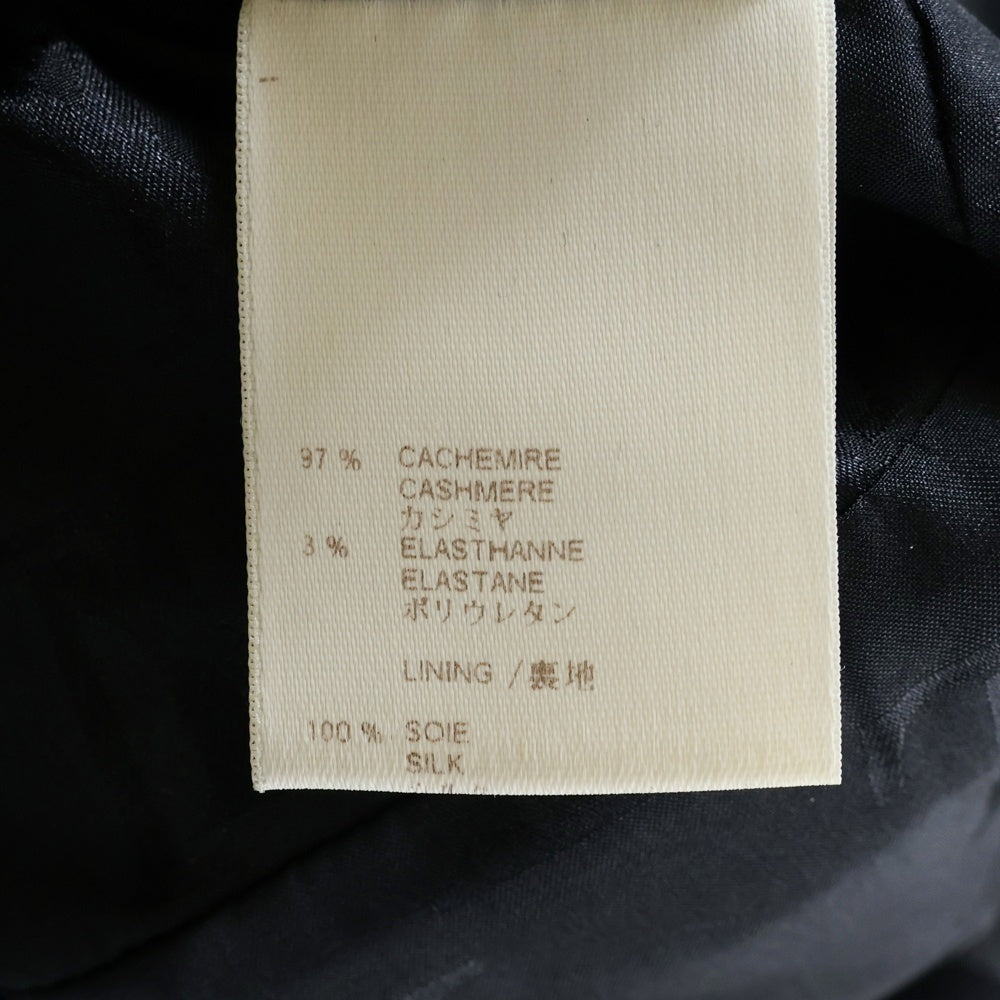 97 % CACHEMIRE
CASHMERE
カシミヤ
3 % ELASTHANNE
ELASTANE
ポリウレタン
LINING / 裏地
100 % SOIE
SILK